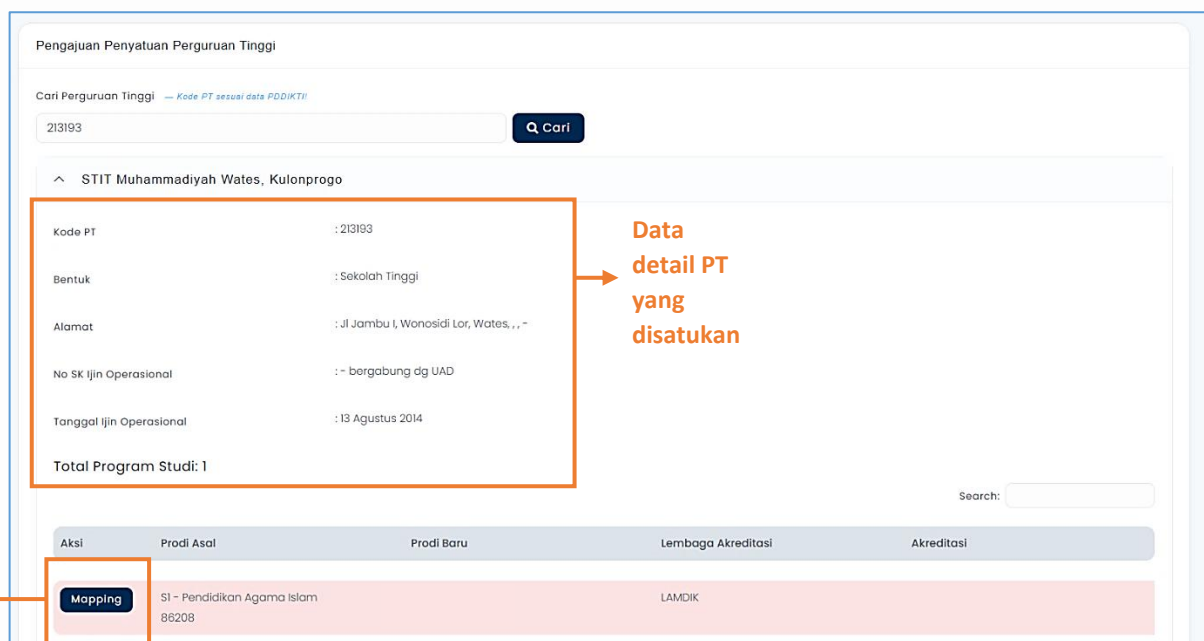 Pengajuan Penyatuan Perguruan Tinggi
Cari Perguruan Tinggi — Kode PT sesuai data PDDIKTI!
213193
Cari
STIT Muhammadiyah Wates, Kulonprogo
Kode PT : 213193
Bentuk : Sekolah Tinggi
Alamat : Jl Jambu I, Wonosidi Lor, Wates, , , -
No SK Ijin Operasional : - bergabung dg UAD
Tanggal Ijin Operasional : 13 Agustus 2014
Total Program Studi: 1
Data
detail PT
yang
disatukan
Search:
Aksi Prodi Asal Prodi Baru Lembaga Akreditasi Akreditasi
Mapping S1 - Pendidikan Agama Islam LAMDIK
86208